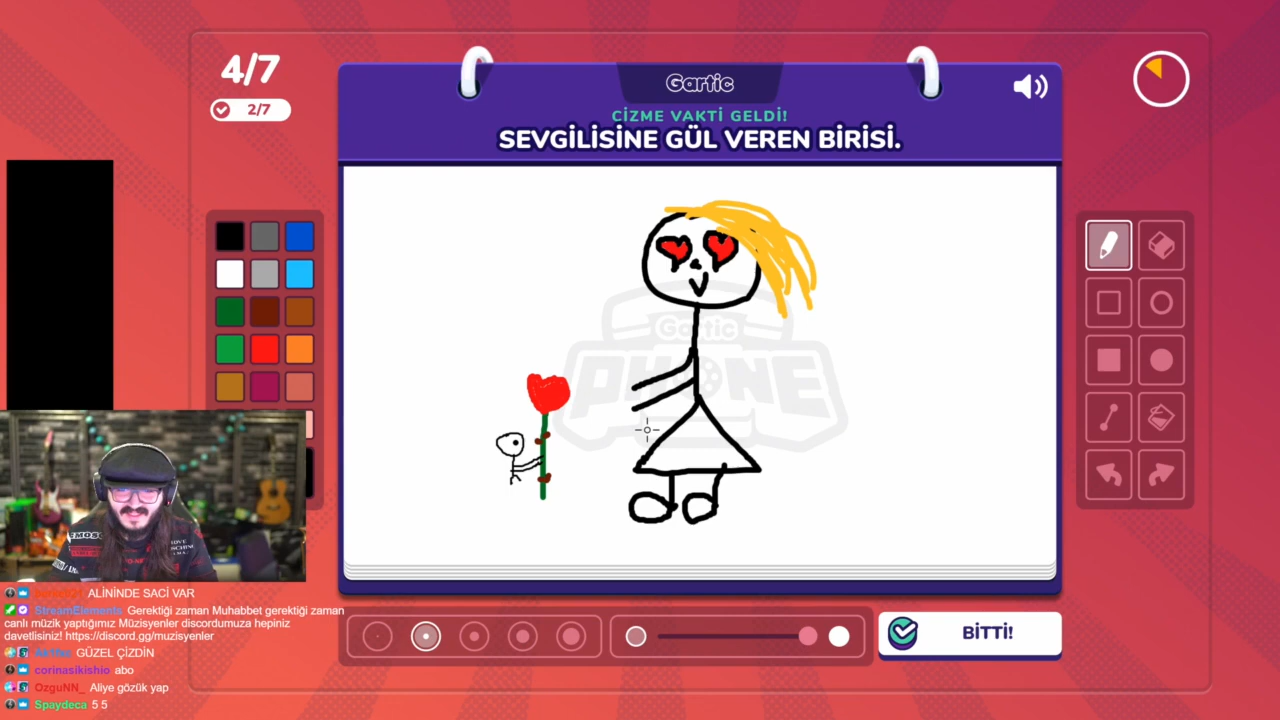 4/7
2/7
Gartic
ÇİZME VAKTİ GELDİ!
SEVGİLİSİNE GÜL VEREN BİRİSİ.
Gartic
PHONE
BİTTİ!
ALİNİNDE SACİ VAR
StreamElements Gerektiği zaman Muhabbet gerektiği zaman
canlı müzik yaptığımız Müzisyenler discordumuza hepiniz
davetlisiniz! https://discord.gg/muzisyenler
GÜZEL ÇİZDİN
corinasikishio abo
OzguNN_ Aliye gözük yap
Spaydeca 5 5